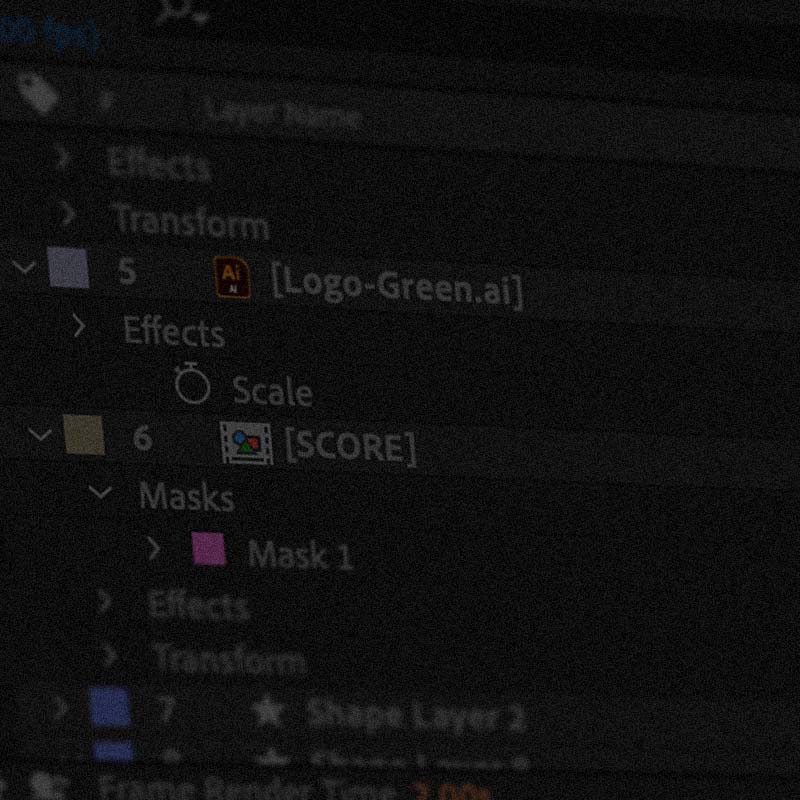 00 fps)
# Layer Name
Effects
Transform
5 Ai AI [Logo-Green.ai]
Effects
Scale
6 [SCORE]
Masks
Mask 1
Effects
Transform
7 Shape Layer 2
Frame Render Time 2.00s